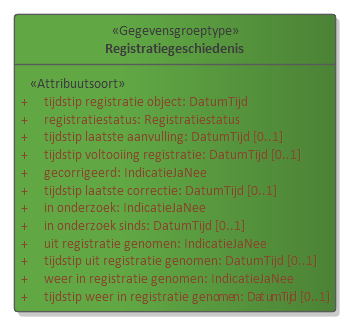 «Gegevensgroeptype»
Registratiegeschiedenis
«Attribuutsoort»
+ tijdstip registratie object: DatumTijd
+ registratiestatus: Registratiestatus
+ tijdstip laatste aanvulling: DatumTijd [0..1]
+ tijdstip voltooiing registratie: DatumTijd [0..1]
+ gecorrigeerd: IndicatieJaNee
+ tijdstip laatste correctie: DatumTijd [0..1]
+ in onderzoek: IndicatieJaNee
+ in onderzoek sinds: DatumTijd [0..1]
+ uit registratie genomen: IndicatieJaNee
+ tijdstip uit registratie genomen: DatumTijd [0..1]
+ weer in registratie genomen: IndicatieJaNee
+ tijdstip weer in registratie genomen: DatumTijd [0..1]